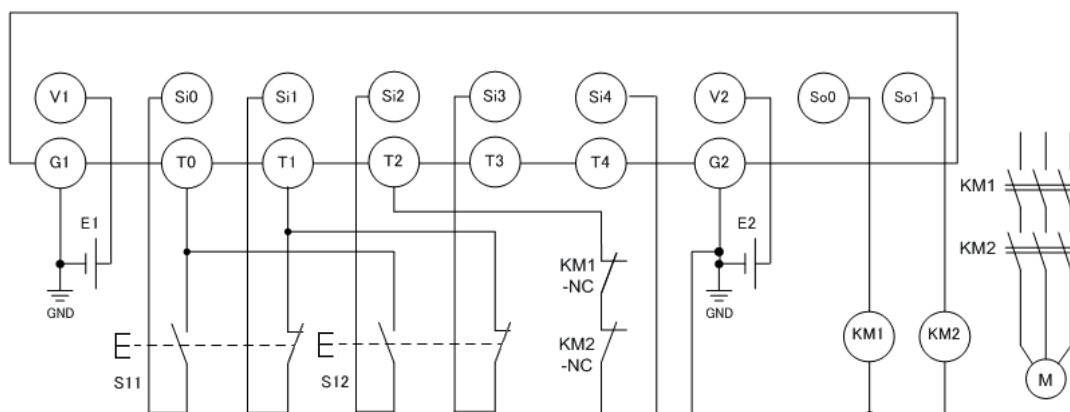 V1 Si0 Si1 Si2 Si3 Si4 V2 So0 So1
G1 T0 T1 T2 T3 T4 G2
KM1
E1 E2
KM2
KM1
-NC
GND GND
KM2
-NC
KM1 KM2
S11 S12
M